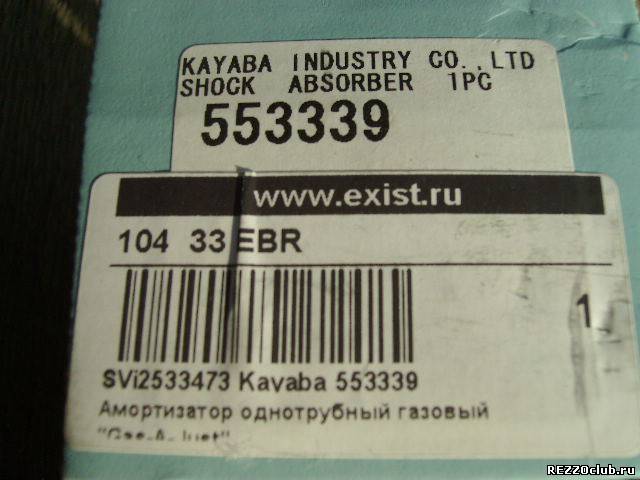 KAYABA INDUSTRY CO.,LTD
SHOCK ABSORBER 1PC
553339
www.exist.ru
104 33 EBR
1
SVi2533473 Kayaba 553339
Амортизатор однотрубный газовый
REZZOclub.ru